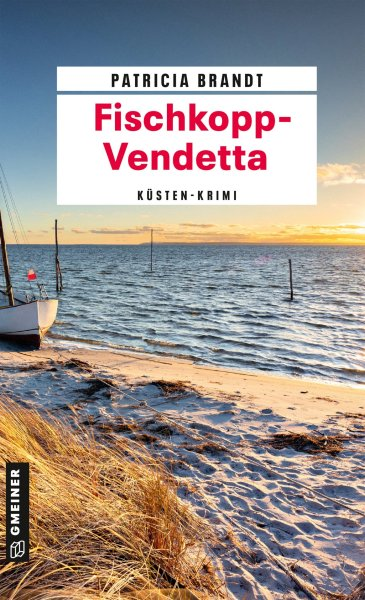 PATRICIA BRANDT
Fischkopp-
Vendetta
KÜSTEN-KRIMI
GMEINER